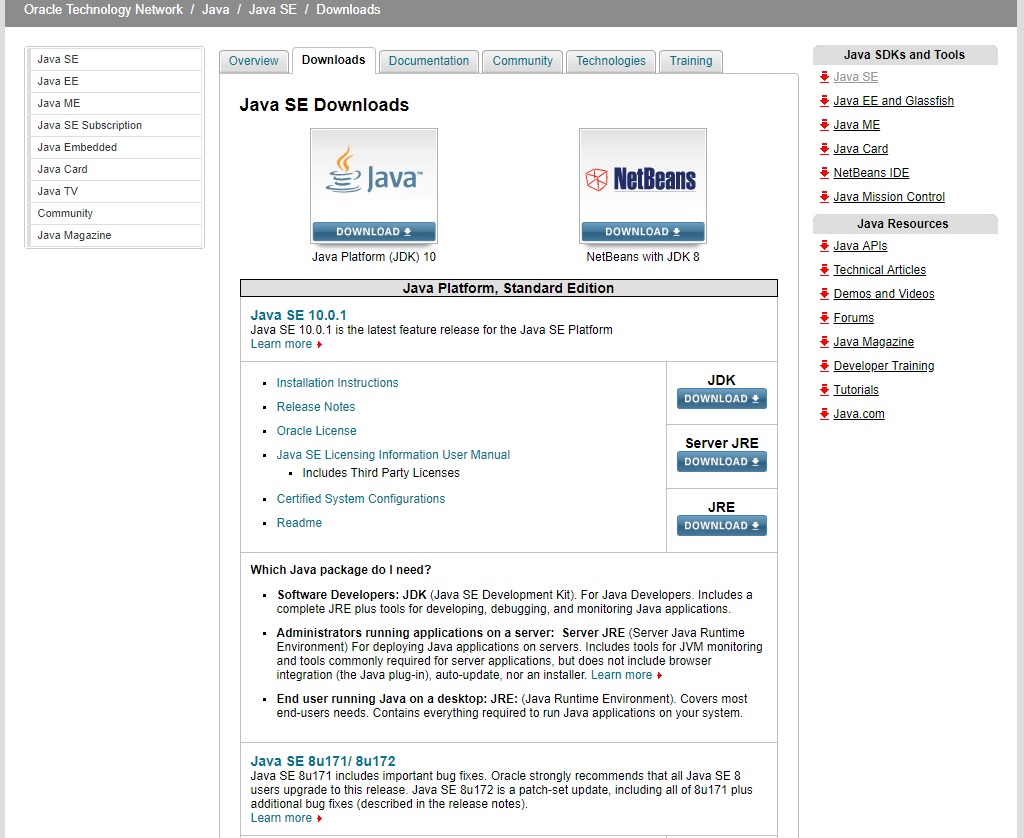 Oracle Technology Network / Java / Java SE / Downloads
Java SE
Java EE
Java ME
Java SE Subscription
Java Embedded
Java Card
Java TV
Community
Java Magazine
Overview
Downloads
Documentation
Community
Technologies
Training
Java SE Downloads
Java™
DOWNLOAD
Java Platform (JDK) 10
NetBeans
DOWNLOAD
NetBeans with JDK 8
Java Platform, Standard Edition
Java SE 10.0.1
Java SE 10.0.1 is the latest feature release for the Java SE Platform
Learn more
Installation Instructions
Release Notes
Oracle License
Java SE Licensing Information User Manual
Includes Third Party Licenses
Certified System Configurations
Readme
JDK
DOWNLOAD
Server JRE
DOWNLOAD
JRE
DOWNLOAD
Which Java package do I need?
Software Developers: JDK (Java SE Development Kit). For Java Developers. Includes a
complete JRE plus tools for developing, debugging, and monitoring Java applications.
Administrators running applications on a server: Server JRE (Server Java Runtime
Environment) For deploying Java applications on servers. Includes tools for JVM monitoring
and tools commonly required for server applications, but does not include browser
integration (the Java plug-in), auto-update, nor an installer. Learn more
End user running Java on a desktop: JRE: (Java Runtime Environment). Covers most
end-users needs. Contains everything required to run Java applications on your system.
Java SE 8u171/ 8u172
Java SE 8u171 includes important bug fixes. Oracle strongly recommends that all Java SE 8
users upgrade to this release. Java SE 8u172 is a patch-set update, including all of 8u171 plus
additional bug fixes (described in the release notes).
Learn more
Java SDKs and Tools
Java SE
Java EE and Glassfish
Java ME
Java Card
NetBeans IDE
Java Mission Control
Java Resources
Java APIs
Technical Articles
Demos and Videos
Forums
Java Magazine
Developer Training
Tutorials
Java.com